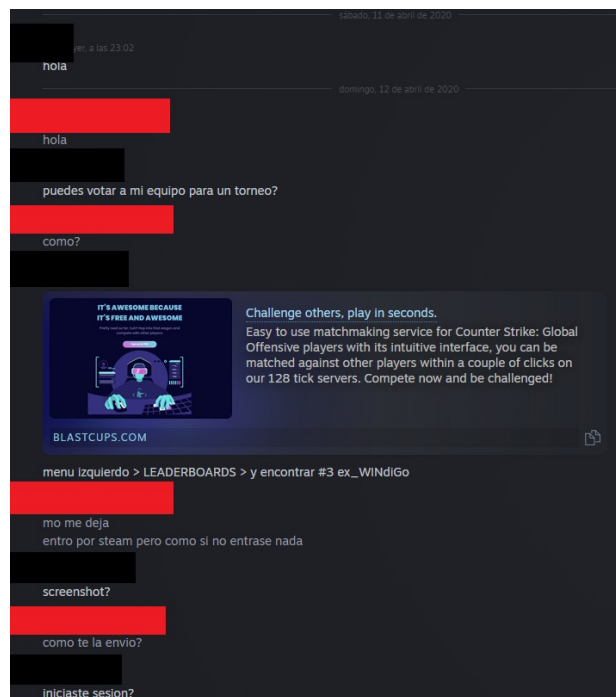 sábado, 11 de abril de 2020
yer, a las 23:02
hola
domingo, 12 de abril de 2020
hola
puedes votar a mi equipo para un torneo?
como?
IT'S AWESOME BECAUSE
IT'S FREE AND AWESOME
Challenge others, play in seconds.
Easy to use matchmaking service for Counter Strike: Global
Offensive players with its intuitive interface, you can be
matched against other players within a couple of clicks on
our 128 tick servers. Compete now and be challenged!
BLASTCUPS.COM
menu izquierdo > LEADERBOARDS > y encontrar #3 ex_WINdiGo
mo me deja
entro por steam pero como si no entrase nada
screenshot?
como te la envio?
iniciaste sesion?